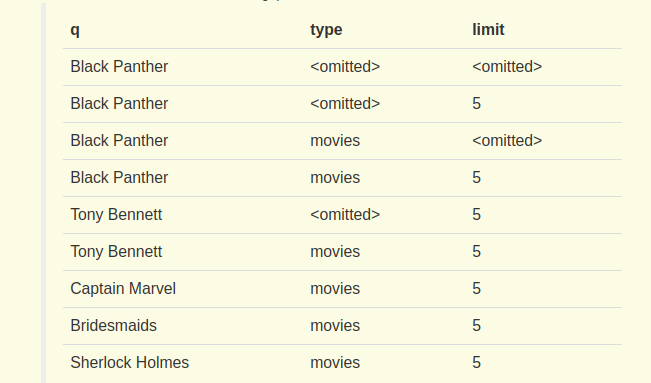 q type limit
Black Panther <omitted> <omitted>
Black Panther <omitted> 5
Black Panther movies <omitted>
Black Panther movies 5
Tony Bennett <omitted> 5
Tony Bennett movies 5
Captain Marvel movies 5
Bridesmaids movies 5
Sherlock Holmes movies 5